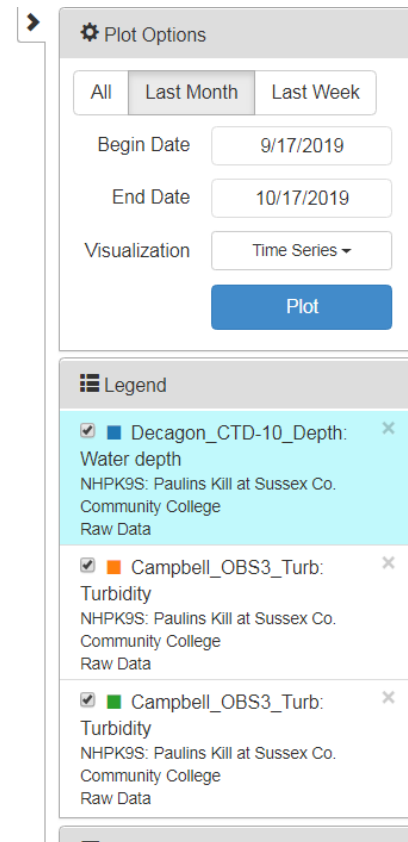 Plot Options
All Last Month Last Week
Begin Date 9/17/2019
End Date 10/17/2019
Visualization Time Series
Plot
Legend
Decagon_CTD-10_Depth: ×
Water depth
NHPK9S: Paulins Kill at Sussex Co.
Community College
Raw Data
Campbell_OBS3_Turb: ×
Turbidity
NHPK9S: Paulins Kill at Sussex Co.
Community College
Raw Data
Campbell_OBS3_Turb: ×
Turbidity
NHPK9S: Paulins Kill at Sussex Co.
Community College
Raw Data